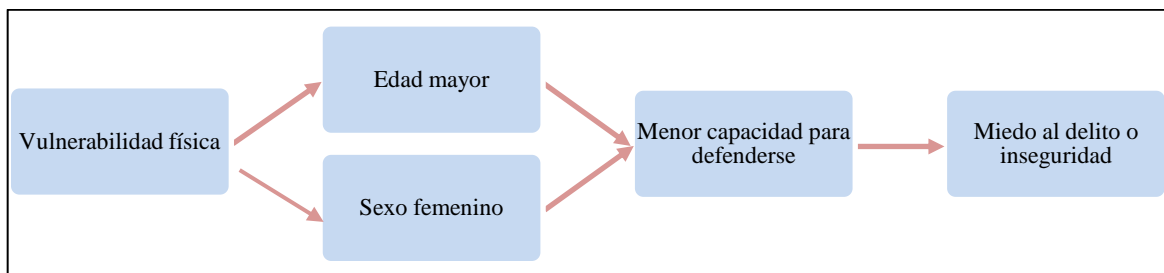 Vulnerabilidad física
Edad mayor
Sexo femenino
Menor capacidad para
defenderse
Miedo al delito o
inseguridad